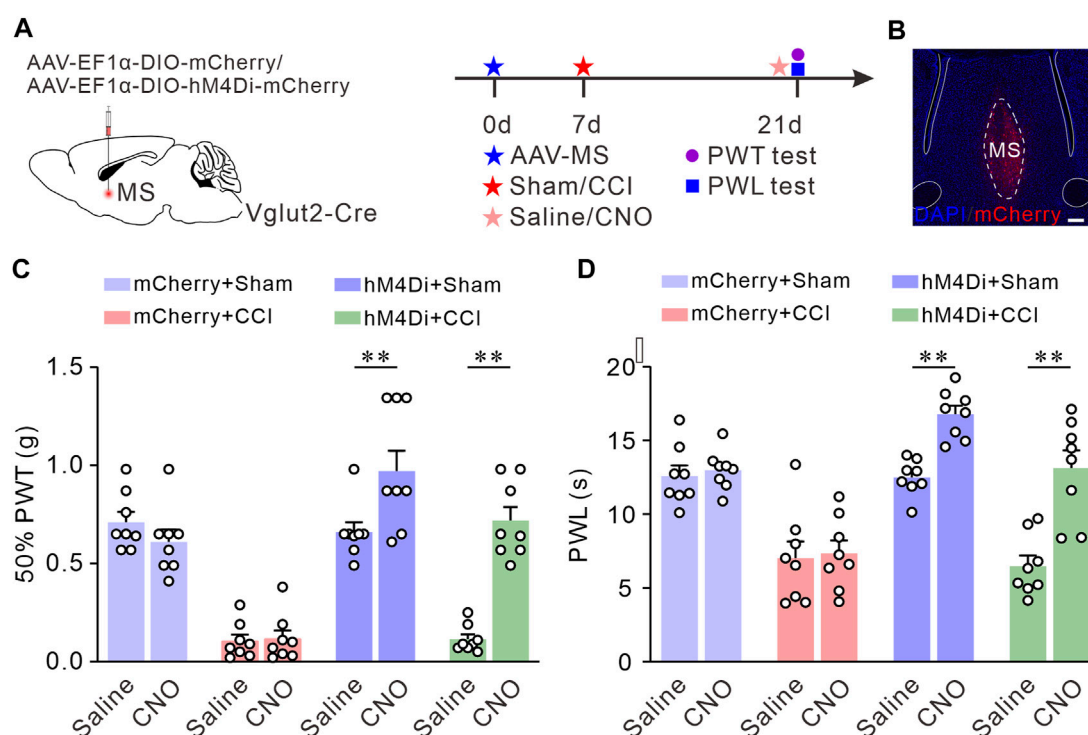 A
AAV-EF1α-DIO-mCherry/
AAV-EF1α-DIO-hM4Di-mCherry
MS
Vglut2-Cre
0d 7d 21d
AAV-MS
Sham/CCI
Saline/CNO
PWT test
PWL test
B
MS
DAPI/mCherry
C
mCherry+Sham
mCherry+CCI
hM4Di+Sham
hM4Di+CCI
50% PWT (g)
1.5
1.0
0.5
0.0
** **
Saline CNO Saline CNO Saline CNO Saline CNO
D
mCherry+Sham
mCherry+CCI
hM4Di+Sham
hM4Di+CCI
PWL (s)
20
15
10
5
0
** **
Saline CNO Saline CNO Saline CNO Saline CNO